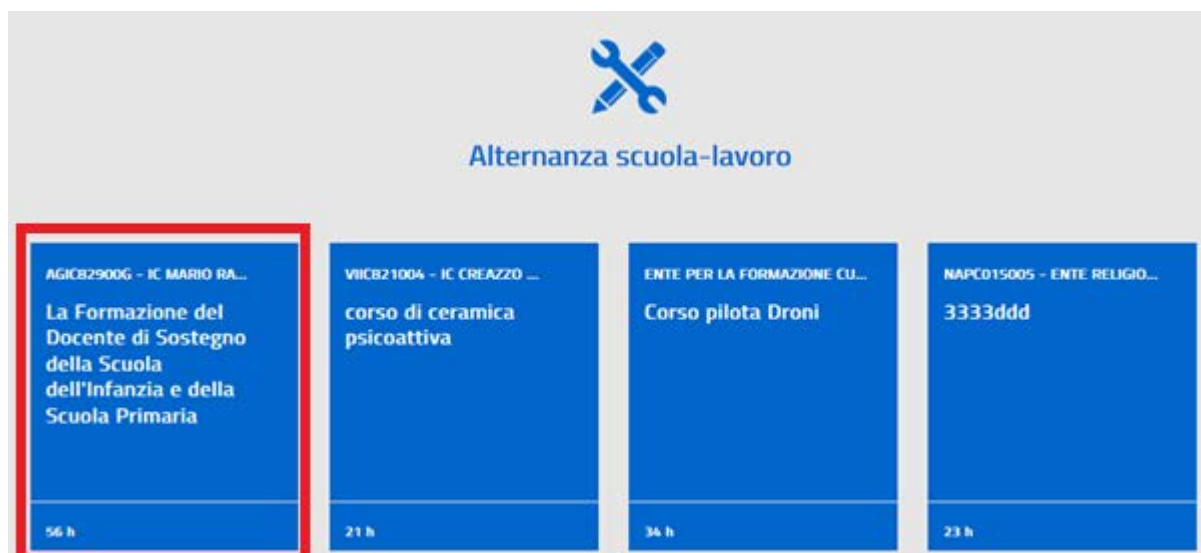 Alternanza scuola-lavoro
AGIC82900G - IC MARIO RA...
La Formazione del
Docente di Sostegno
della Scuola
dell'Infanzia e della
Scuola Primaria
56 h
VIIC821004 - IC CREAZZO ...
corso di ceramica
psicoattiva
21 h
ENTE PER LA FORMAZIONE CU...
Corso pilota Droni
34 h
NAPC015005 - ENTE RELIGIO...
3333ddd
23 h